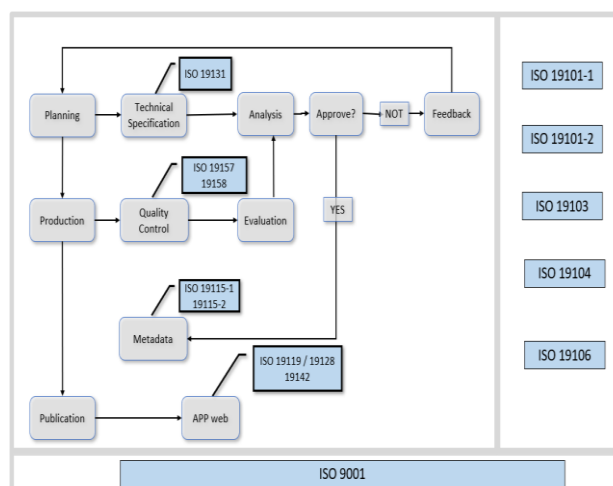 ISO 19131
Planning
Technical
Specification
Analysis
Approve?
NOT
Feedback
ISO 19157
19158
Production
Quality
Control
Evaluation
YES
ISO 19115-1
19115-2
Metadata
ISO 19119 / 19128
19142
Publication
APP web
ISO 19101-1
ISO 19101-2
ISO 19103
ISO 19104
ISO 19106
ISO 9001